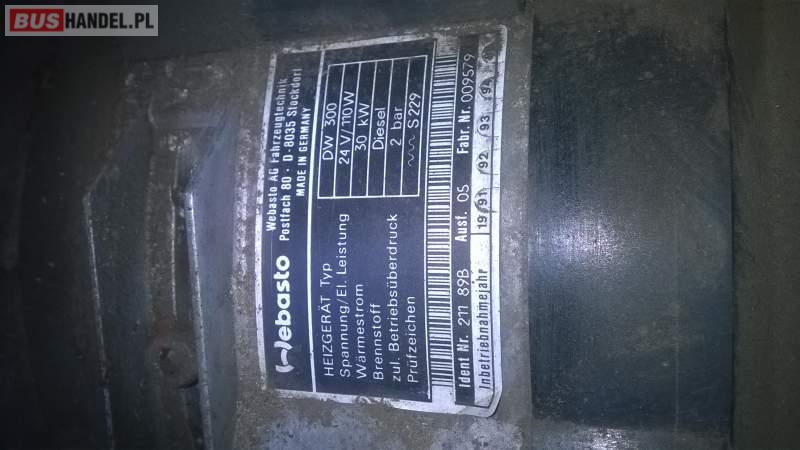 BUSHANDEL.PL
Webasto
Webasto AG Fahrzeugtechnik
Postfach 80 · D-8035 Stockdorf
MADE IN GERMANY
HEIZGERÄT Typ DW 300
Spannung/El. Leistung 24 V/110W
Wärmestrom 30 kW
Brennstoff Diesel
zul. Betriebsüberdruck 2 bar
Prüfzeichen ~~~ S 229
Ident Nr. 211 89B Ausf. 05 Fabr. Nr. 009579
Inbetriebnahmejahr 19/91 /92 /93 /94